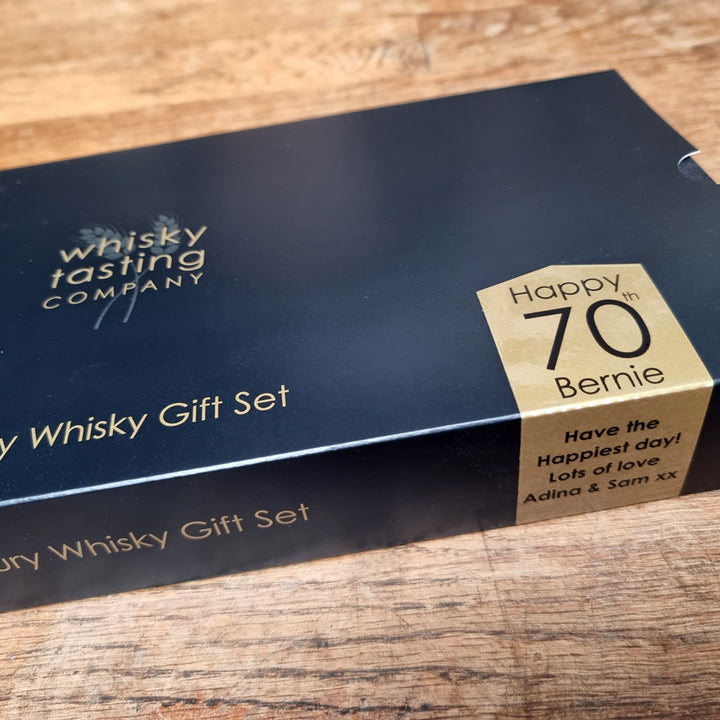 whisky
tasting
COMPANY
Whisky Gift Set
Whisky Gift Set
Happy
70th
Bernie
Have the
Happiest day!
Lots of love
Adina & Sam xx